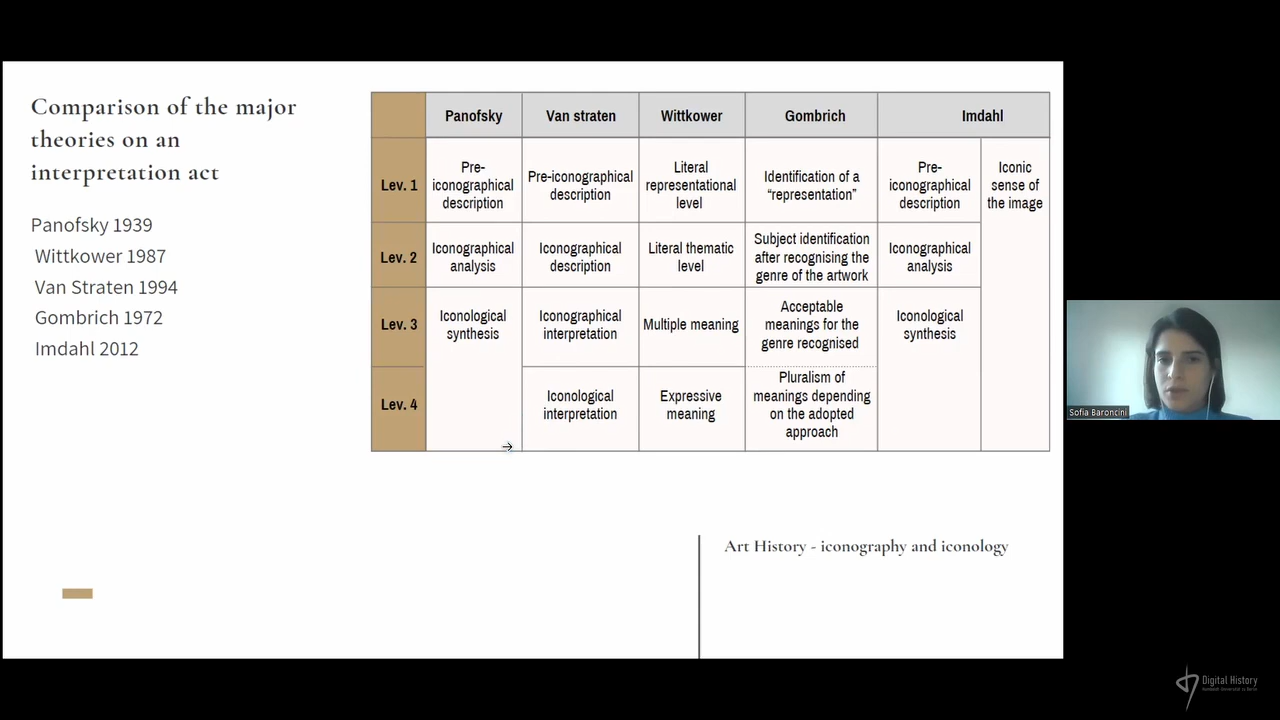 Comparison of the major
theories on an
interpretation act
Panofsky 1939
Wittkower 1987
Van Straten 1994
Gombrich 1972
Imdahl 2012
Panofsky Van straten Wittkower Gombrich Imdahl
Lev. 1
Pre-
iconographical
description
Pre-iconographical
description
Literal
representational
level
Identification of a
“representation”
Pre-
iconographical
description
Iconic
sense of
the image
Lev. 2
Iconographical
analysis
Iconographical
description
Literal thematic
level
Subject identification
after recognising the
genre of the artwork
Iconographical
analysis
Lev. 3
Iconological
synthesis
Iconographical
interpretation
Multiple meaning
Acceptable
meanings for the
genre recognised
Iconological
synthesis
Lev. 4
Iconological
interpretation
Expressive
meaning
Pluralism of
meanings depending
on the adopted
approach
Art History - iconography and iconology
Sofia Baroncini
Digital History
Humboldt-Universität zu Berlin